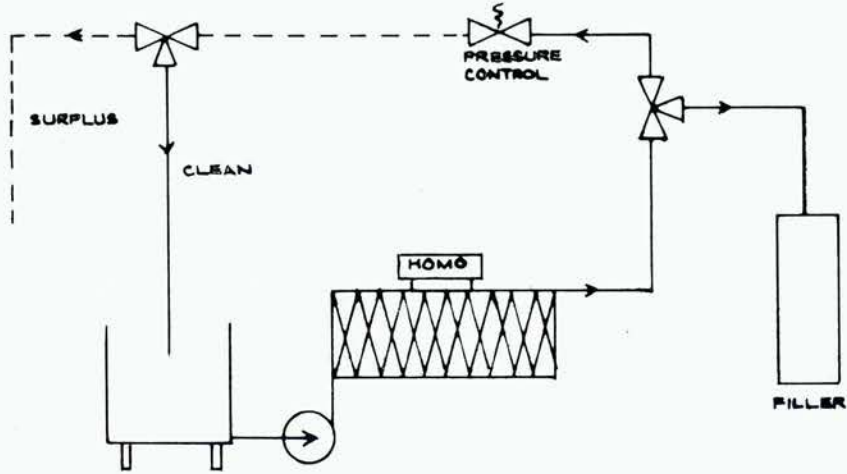 PRESSURE
CONTROL
SURPLUS
CLEAN
HOMO
FILLER